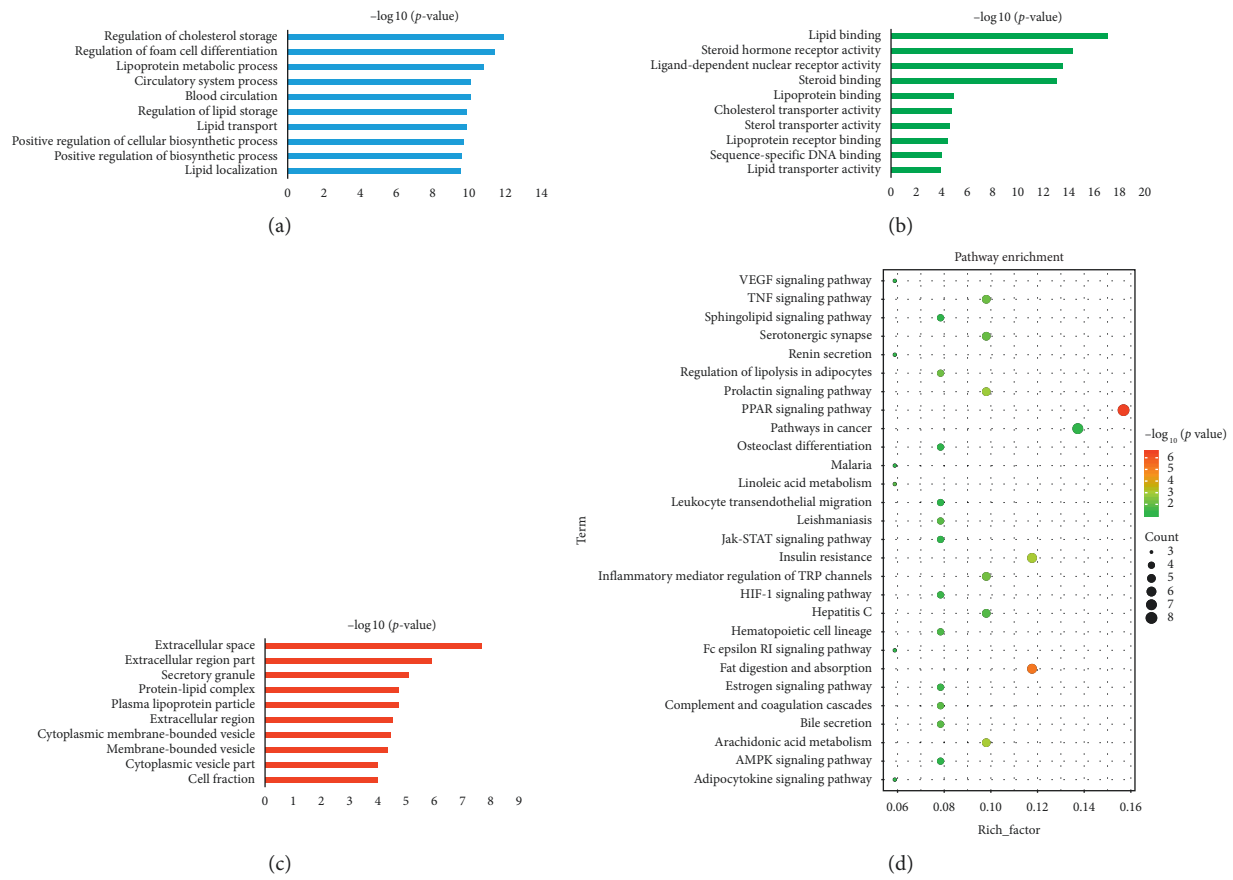 –log10 (p-value)
Regulation of cholesterol storage
Regulation of foam cell differentiation
Lipoprotein metabolic process
Circulatory system process
Blood circulation
Regulation of lipid storage
Lipid transport
Positive regulation of cellular biosynthetic process
Positive regulation of biosynthetic process
Lipid localization
0 2 4 6 8 10 12 14
(a)
–log10 (p-value)
Lipid binding
Steroid hormone receptor activity
Ligand-dependent nuclear receptor activity
Steroid binding
Lipoprotein binding
Cholesterol transporter activity
Sterol transporter activity
Lipoprotein receptor binding
Sequence-specific DNA binding
Lipid transporter activity
0 2 4 6 8 10 12 14 16 18 20
(b)
–log10 (p-value)
Extracellular space
Extracellular region part
Secretory granule
Protein-lipid complex
Plasma lipoprotein particle
Extracellular region
Cytoplasmic membrane-bounded vesicle
Membrane-bounded vesicle
Cytoplasmic vesicle part
Cell fraction
0 1 2 3 4 5 6 7 8 9
(c)
Pathway enrichment
Term
VEGF signaling pathway
TNF signaling pathway
Sphingolipid signaling pathway
Serotonergic synapse
Renin secretion
Regulation of lipolysis in adipocytes
Prolactin signaling pathway
PPAR signaling pathway
Pathways in cancer
Osteoclast differentiation
Malaria
Linoleic acid metabolism
Leukocyte transendothelial migration
Leishmaniasis
Jak-STAT signaling pathway
Insulin resistance
Inflammatory mediator regulation of TRP channels
HIF-1 signaling pathway
Hepatitis C
Hematopoietic cell lineage
Fc epsilon RI signaling pathway
Fat digestion and absorption
Estrogen signaling pathway
Complement and coagulation cascades
Bile secretion
Arachidonic acid metabolism
AMPK signaling pathway
Adipocytokine signaling pathway
0.06 0.08 0.10 0.12 0.14 0.16
Rich_factor
–log10 (p value)
6
5
4
3
2
Count
3
4
5
6
7
8
(d)